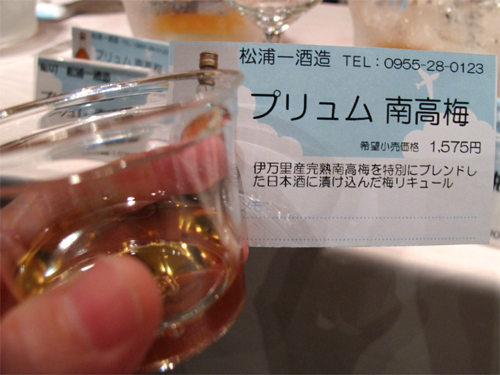 松浦一酒造 TEL：0955-28-0123
プリュム 南高梅
希望小売価格 1,575円
伊万里産完熟南高梅を特別にブレンドし
た日本酒に漬け込んだ梅リキュール